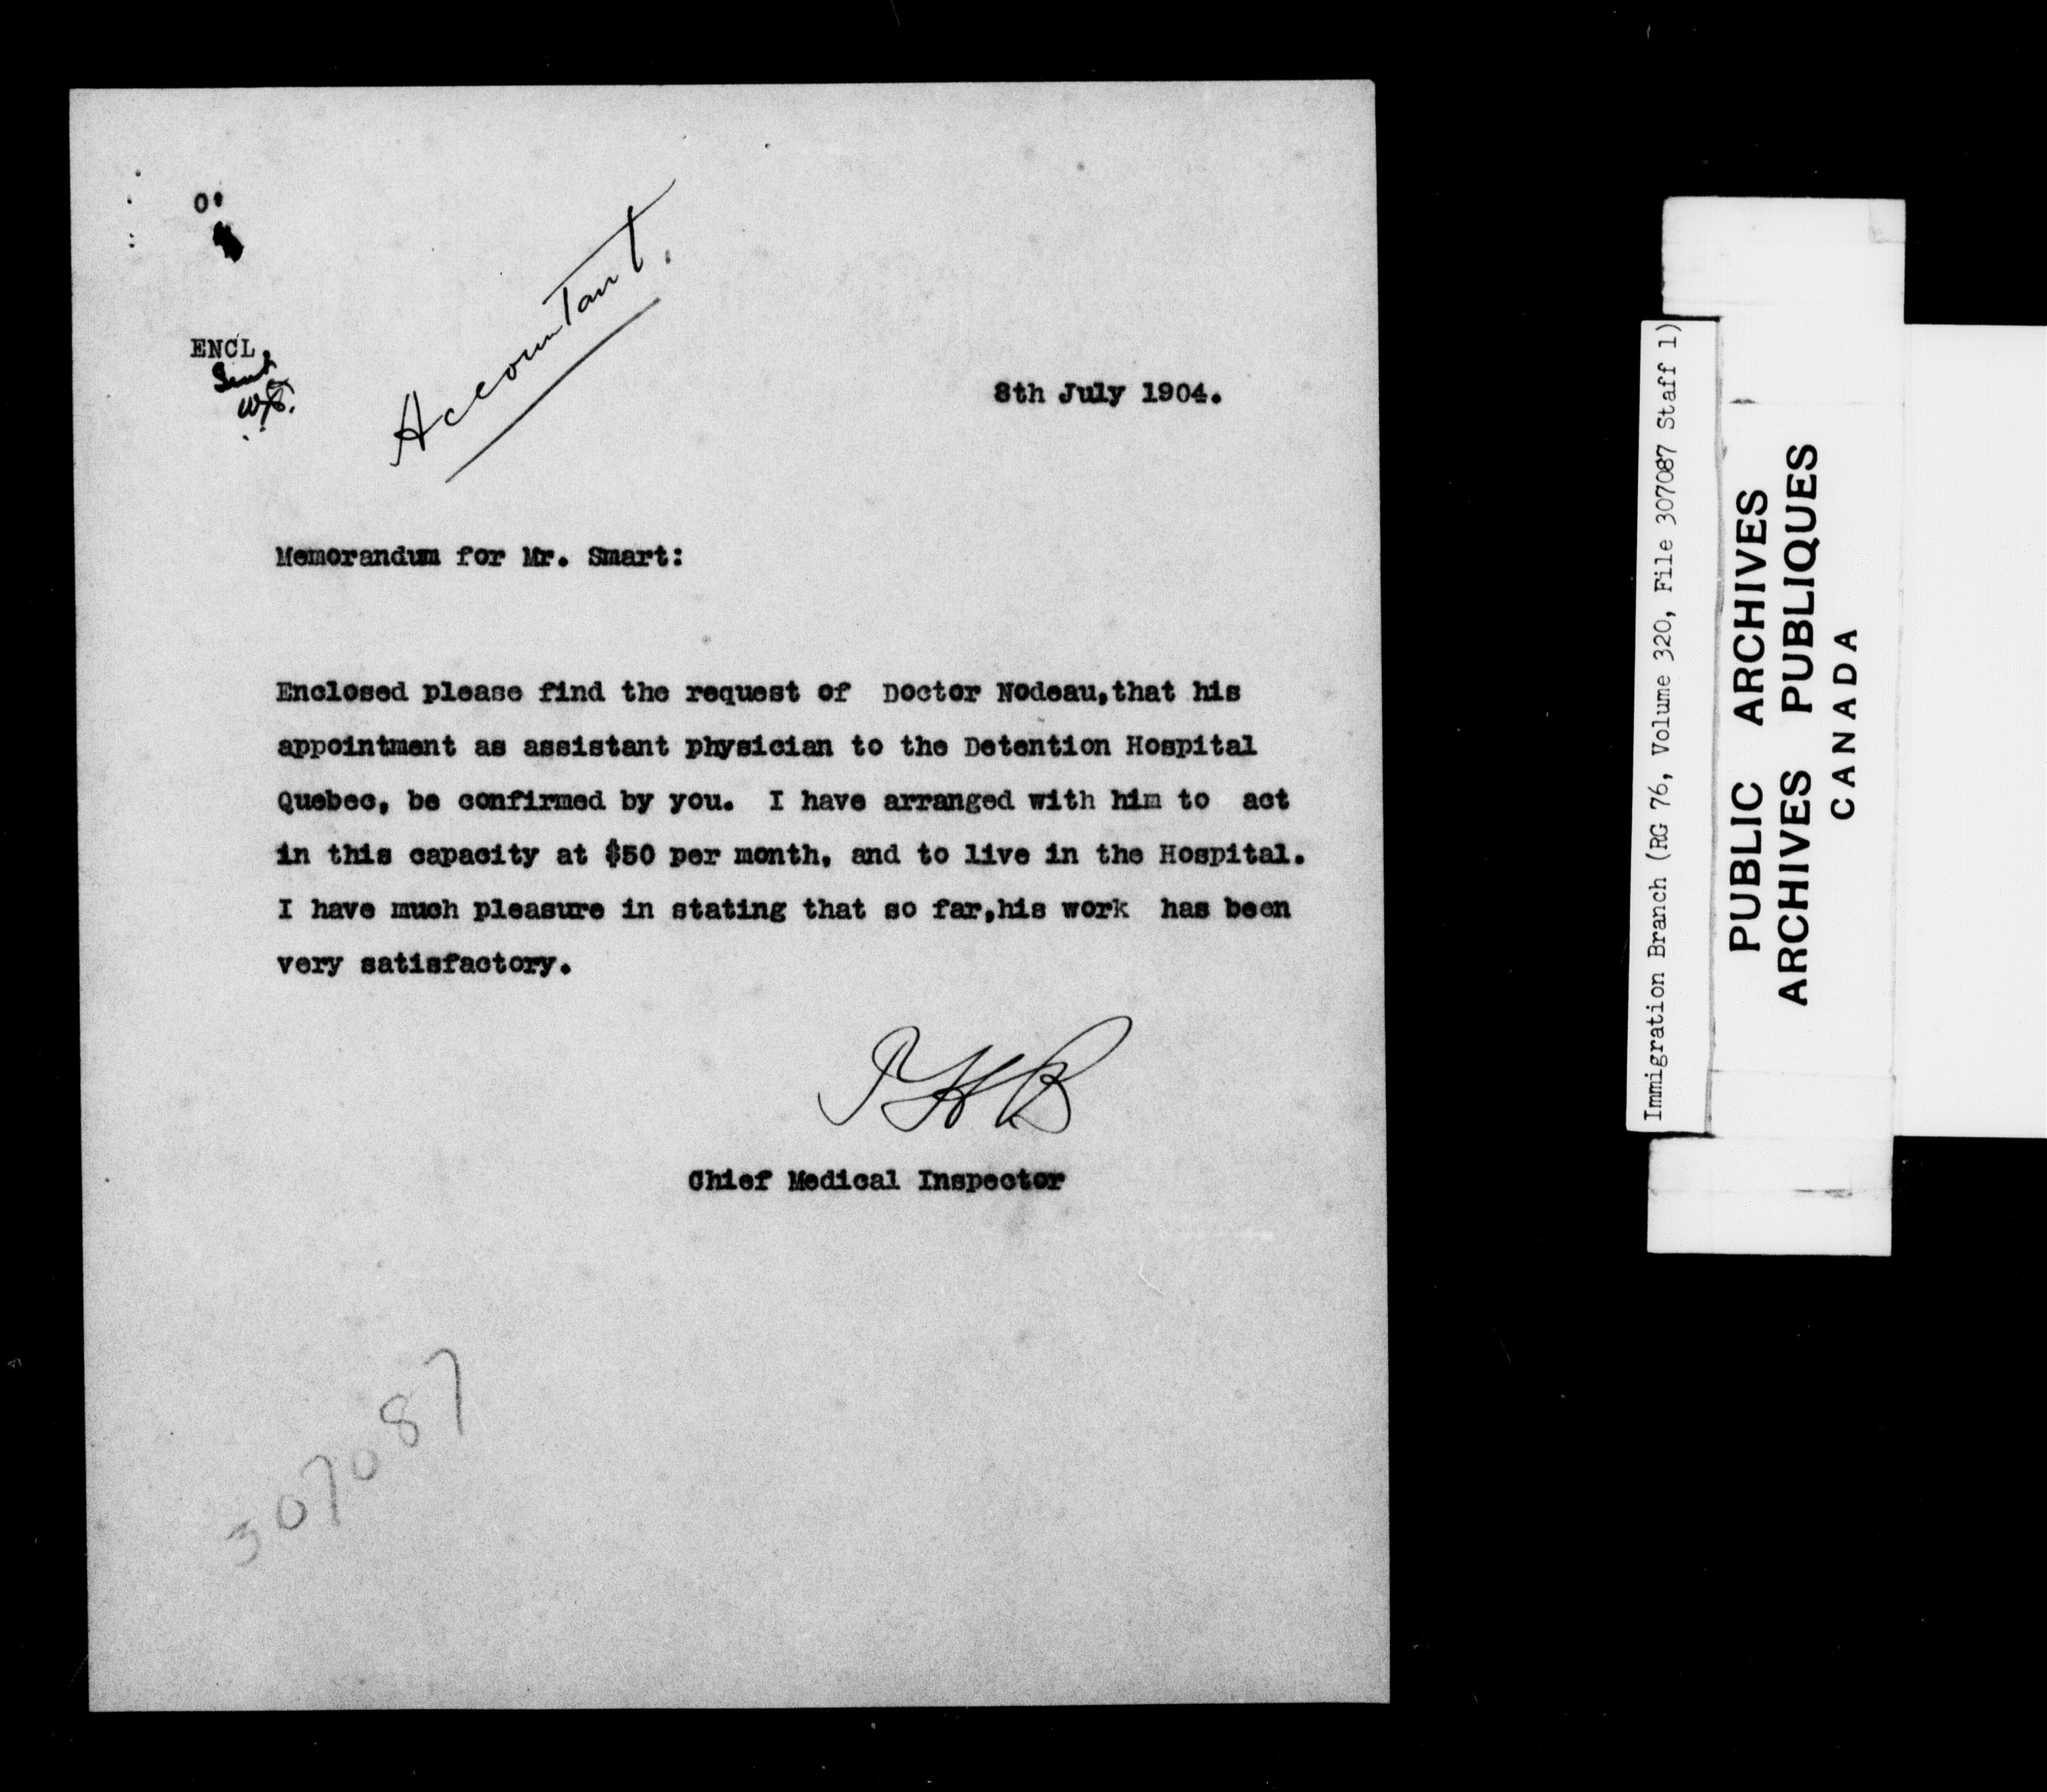 ENCL.
Sent
Accountant.
8th July 1904.
Memorandum for Mr. Smart:
Enclosed please find the request of Doctor Nodeau,that his
appointment as assistant physician to the Detention Hospital
Quebec, be confirmed by you. I have arranged with him to act
in this capacity at $50 per month, and to live in the Hospital.
I have much pleasure in stating that so far,his work has been
very satisfactory.
PHB
Chief Medical Inspector
307087
Immigration Branch (RG 76, Volume 320, File 307087 Staff 1)
PUBLIC ARCHIVES
ARCHIVES PUBLIQUES
CANADA